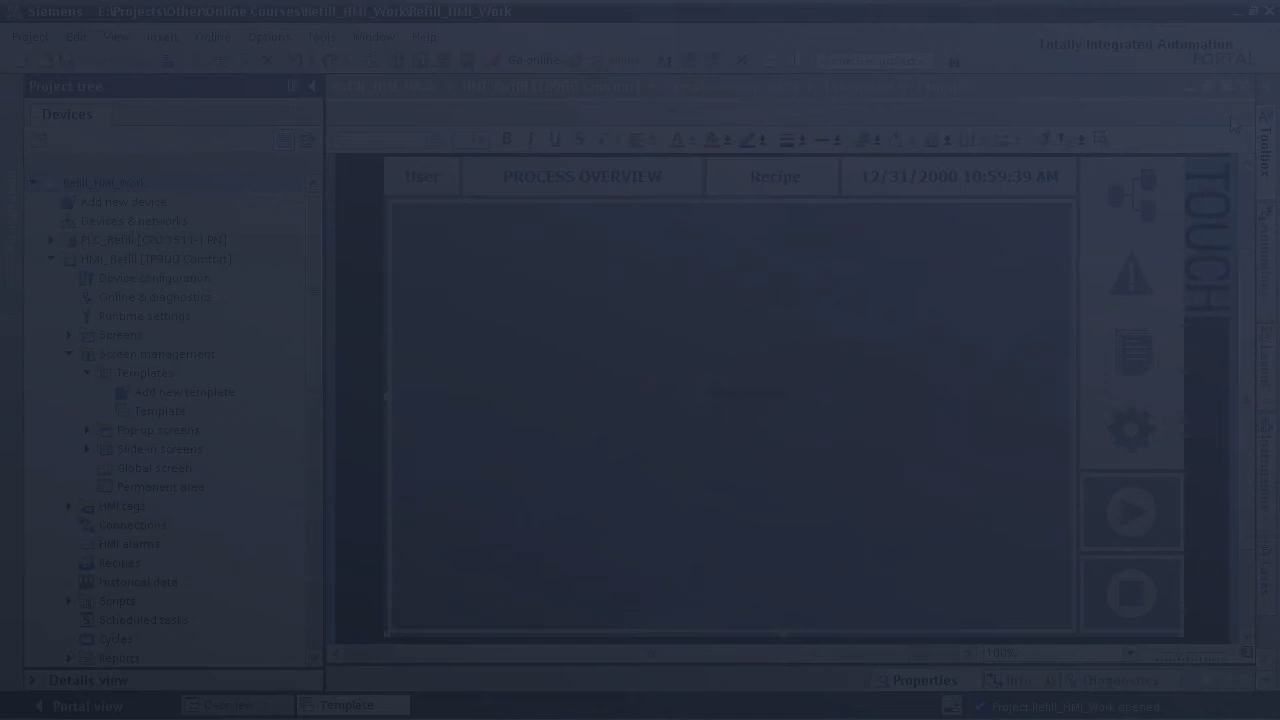 Siemens - E:\Projects\Other\Online Courses\Refill_HMI_Work\Refill_HMI_Work
Project Edit View Insert Online Options Tools Window Help
Totally Integrated Automation
PORTAL
Go online
Project tree
Devices
Refill_HMI_Work
Add new device
Devices & networks
PLC_Refill [CPU 1511-1 PN]
HMI_Refill [TP900 Comfort]
Device configuration
Online & diagnostics
Runtime settings
Screens
Screen management
Templates
Add new template
Template
Pop-up screens
Slide-in screens
Global screen
Permanent area
HMI tags
Connections
HMI alarms
Recipes
Historical data
Scripts
Scheduled tasks
Cycles
Reports
User PROCESS OVERVIEW Recipe 12/31/2000 10:59:39 AM
TOUCH
Toolbox
100%
Details view
Properties Info Diagnostics
Portal view Overview Template
Project Refill_HMI_Work opened.